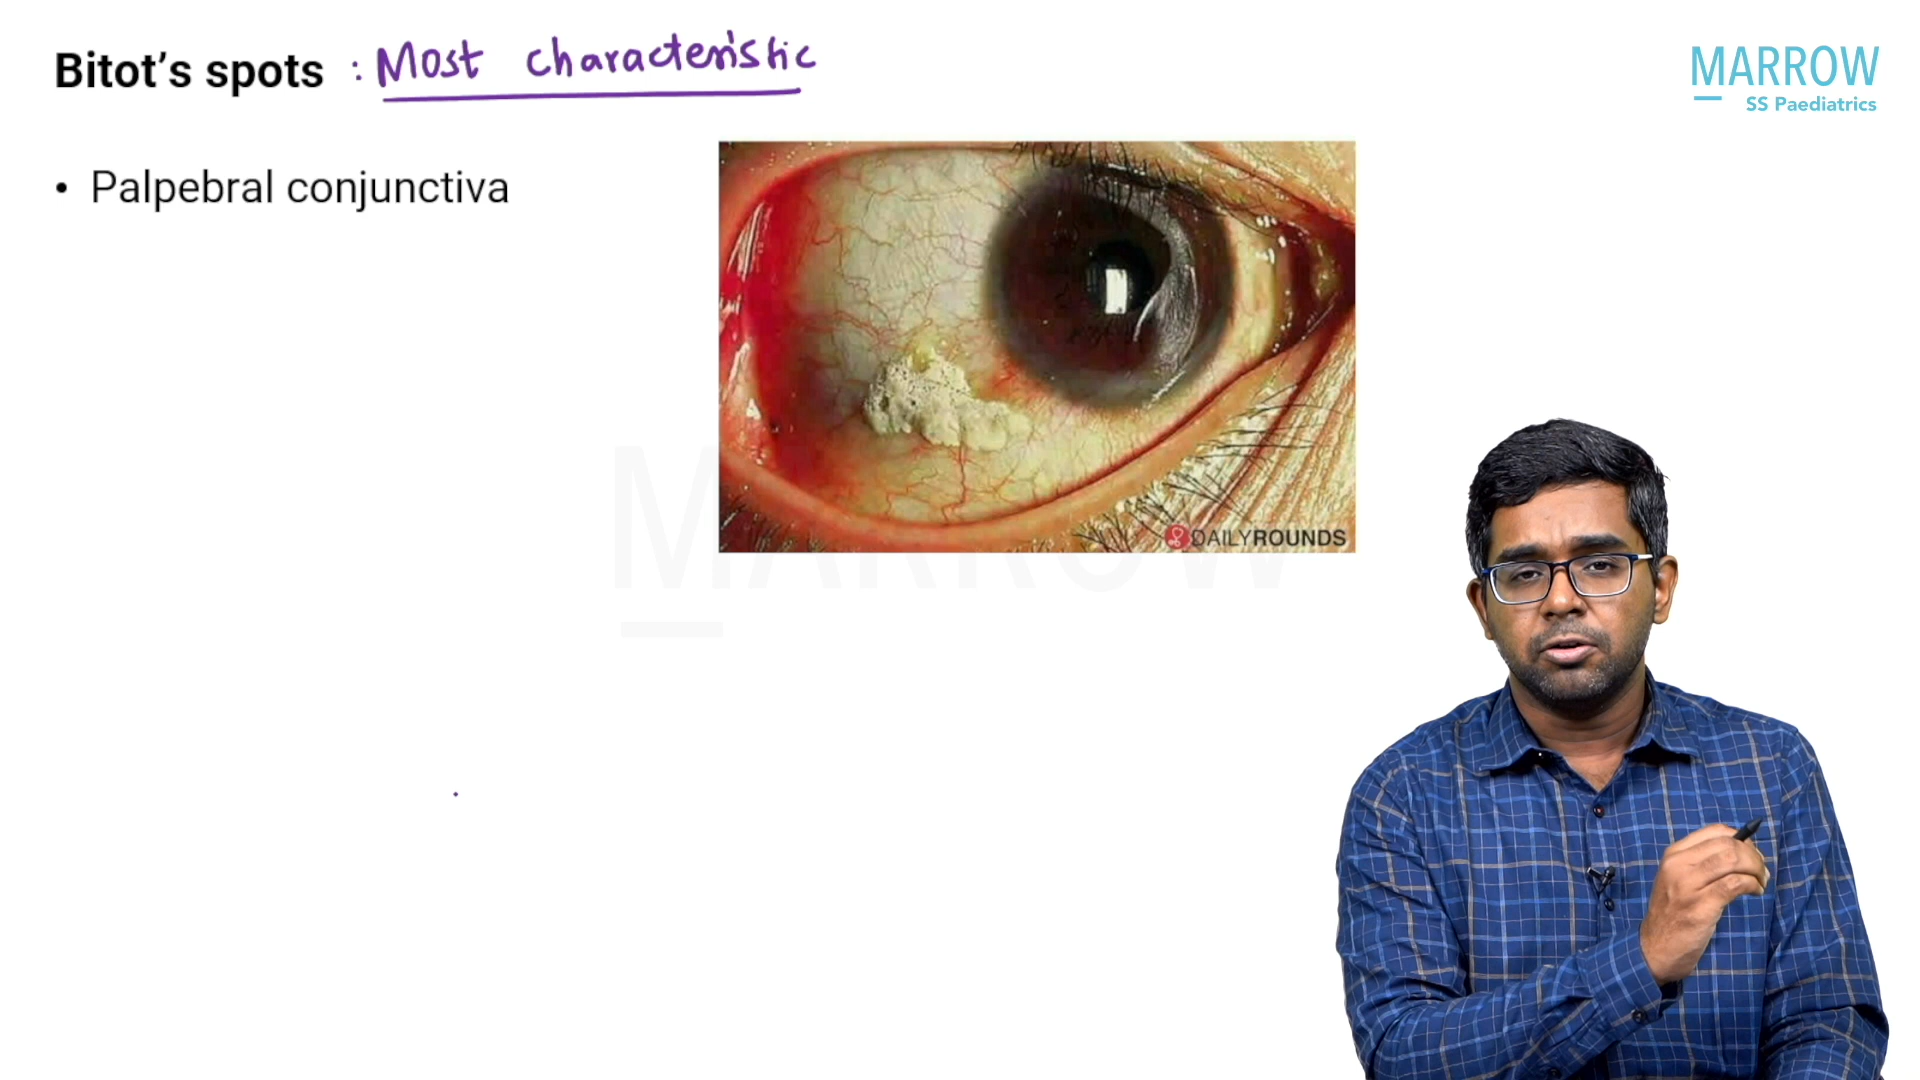 Bitot's spots : Most characteristic
MARROW
SS Paediatrics
• Palpebral conjunctiva
DAILYROUNDS
MARROW